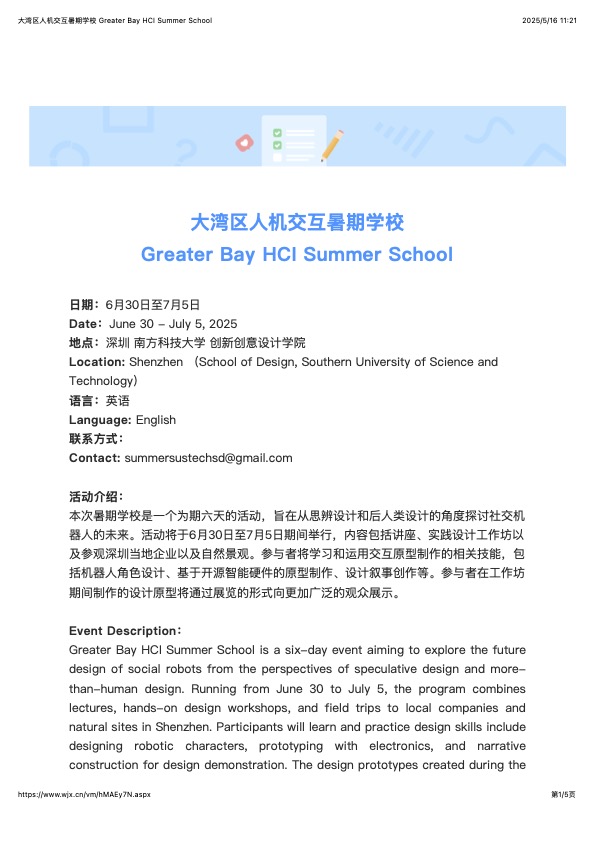 大湾区人机交互暑期学校 Greater Bay HCI Summer School
2025/5/16 11:21
大湾区人机交互暑期学校
Greater Bay HCI Summer School
日期：6月30日至7月5日
Date：June 30 – July 5, 2025
地点：深圳 南方科技大学 创新创意设计学院
Location: Shenzhen （School of Design, Southern University of Science and
Technology）
语言：英语
Language: English
联系方式：
Contact: summersustechsd@gmail.com
活动介绍：
本次暑期学校是一个为期六天的活动，旨在从思辨设计和后人类设计的角度探讨社交机
器人的未来。活动将于6月30日至7月5日期间举行，内容包括讲座、实践设计工作坊以
及参观深圳当地企业以及自然景观。参与者将学习和运用交互原型制作的相关技能，包
括机器人角色设计、基于开源智能硬件的原型制作、设计叙事创作等。参与者在工作坊
期间制作的设计原型将通过展览的形式向更加广泛的观众展示。
Event Description：
Greater Bay HCI Summer School is a six-day event aiming to explore the future
design of social robots from the perspectives of speculative design and more-
than-human design. Running from June 30 to July 5, the program combines
lectures, hands-on design workshops, and field trips to local companies and
natural sites in Shenzhen. Participants will learn and practice design skills include
designing robotic characters, prototyping with electronics, and narrative
construction for design demonstration. The design prototypes created during the
https://www.wjx.cn/vm/hMAEy7N.aspx
第1/5页